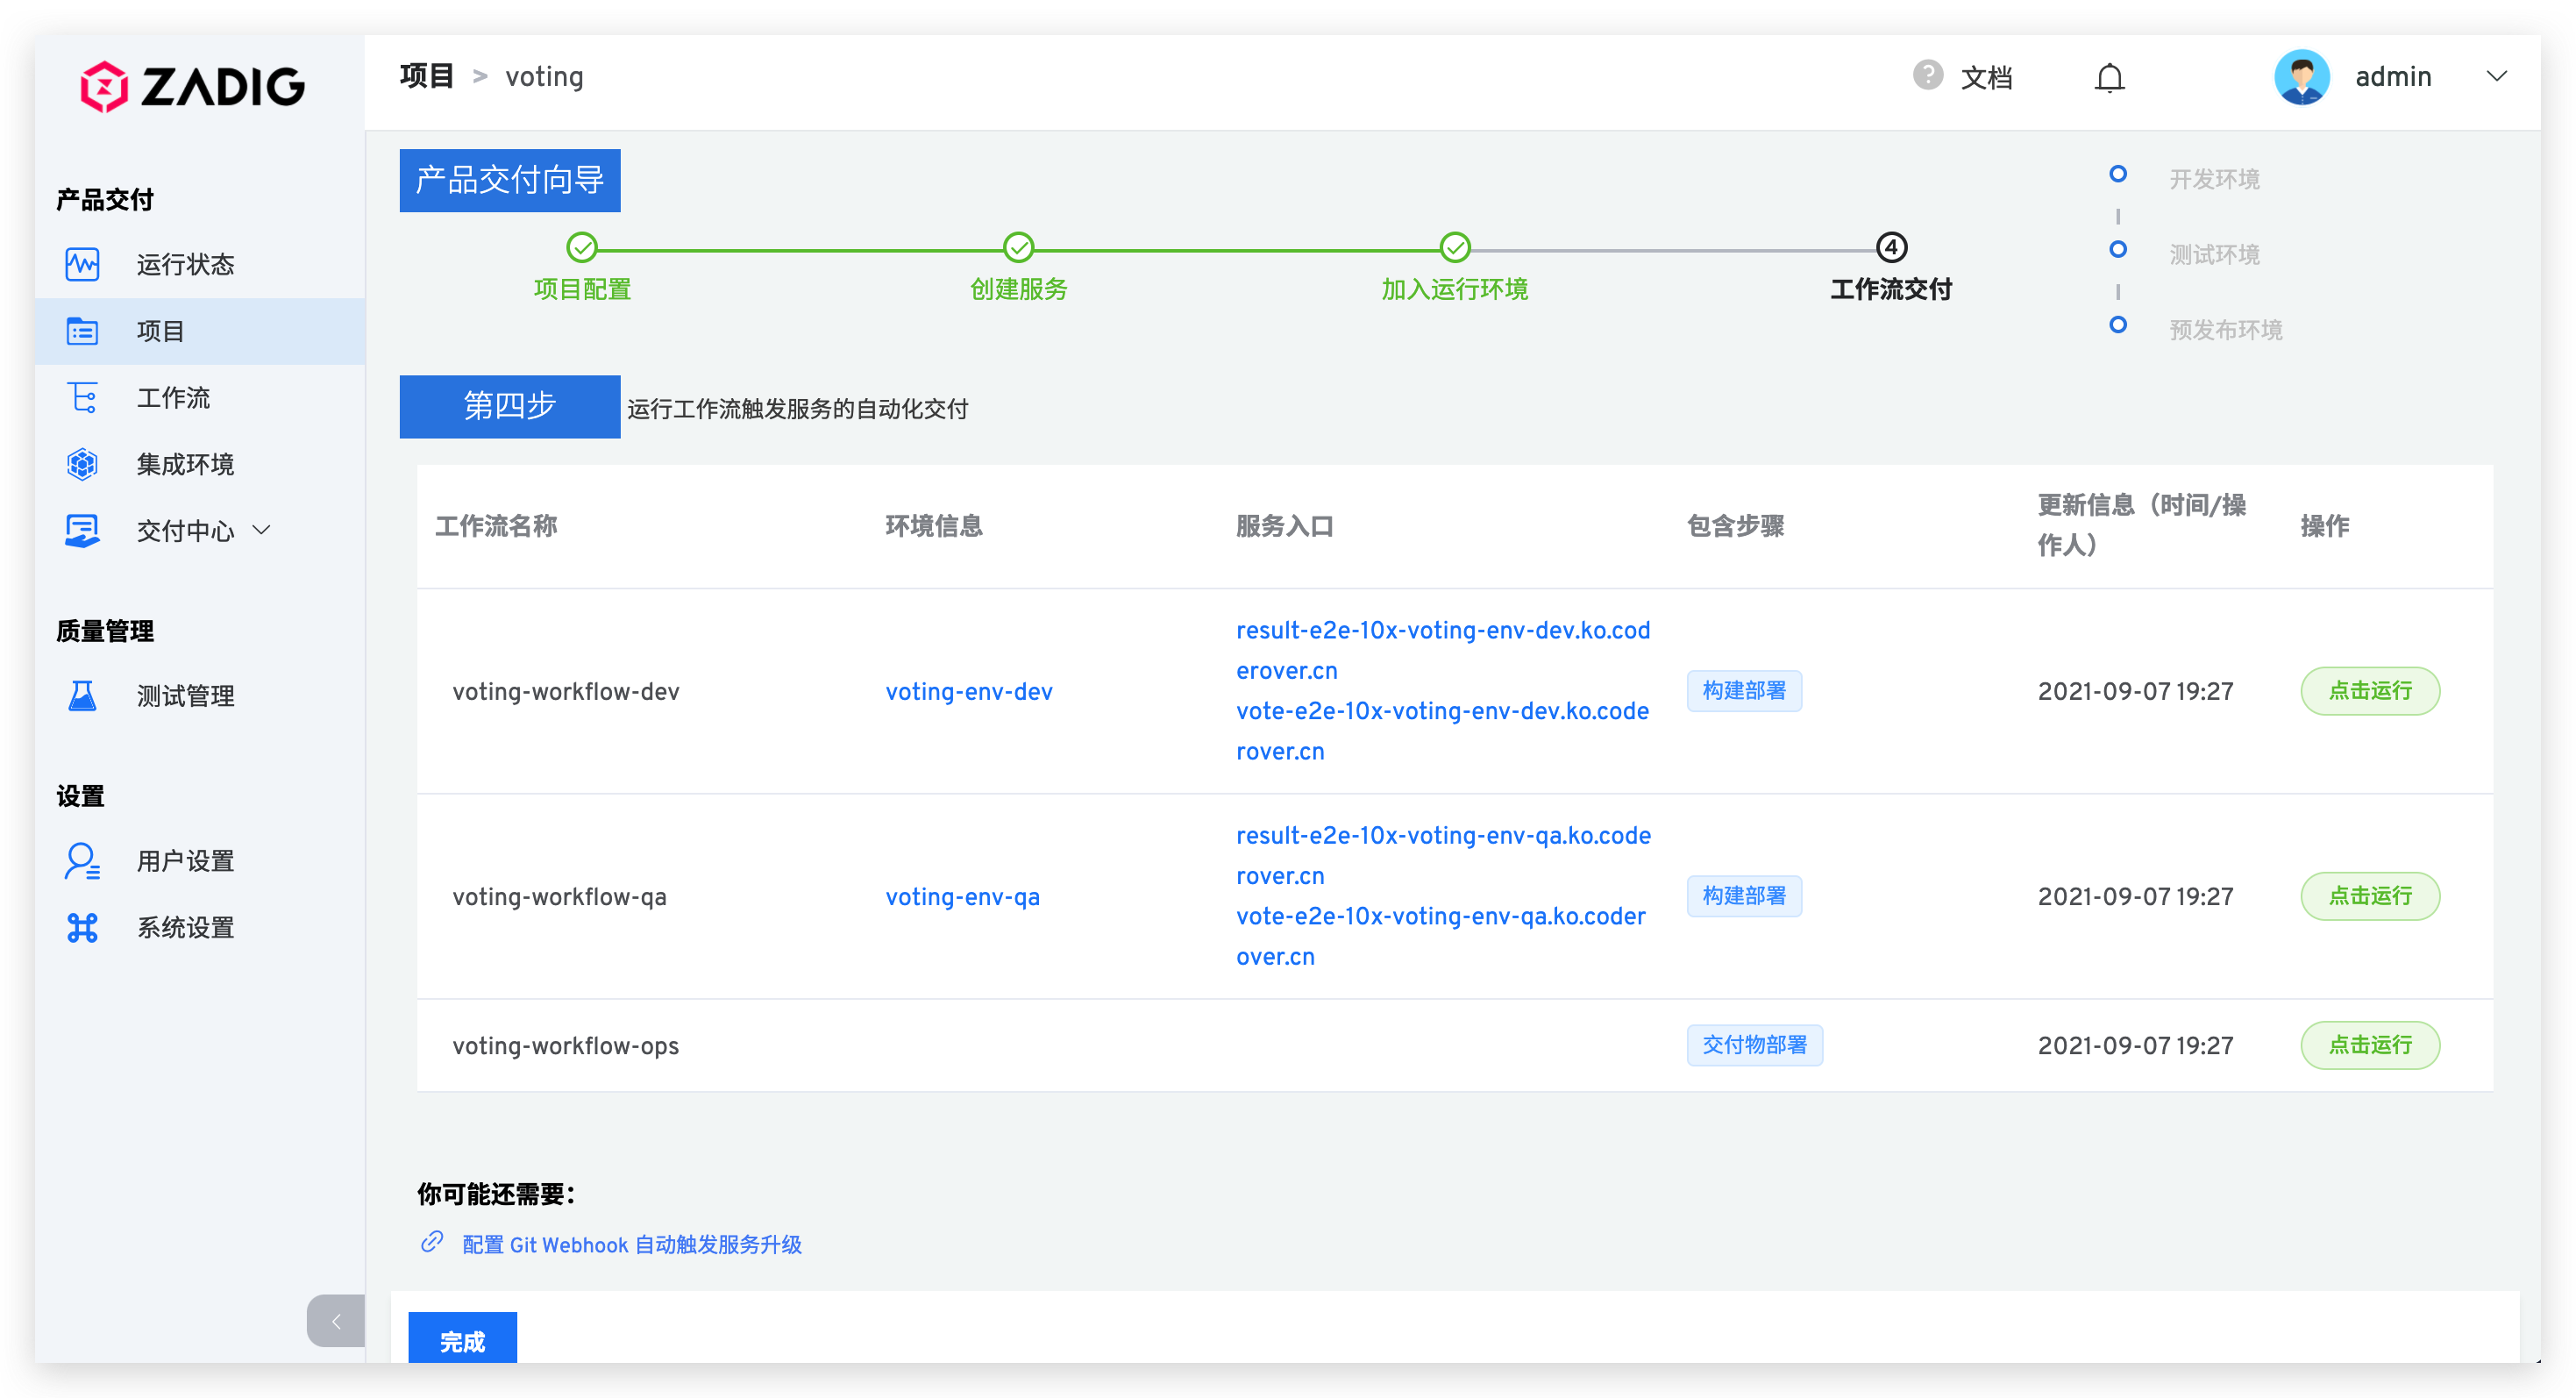 ZADIG
项目 > voting
? 文档
admin
产品交付
运行状态
项目
工作流
集成环境
交付中心
质量管理
测试管理
设置
用户设置
系统设置
产品交付向导
项目配置
创建服务
加入运行环境
4
工作流交付
开发环境
测试环境
预发布环境
第四步 运行工作流触发服务的自动化交付
工作流名称 环境信息 服务入口 包含步骤 更新信息（时间/操
作人） 操作
voting-workflow-dev voting-env-dev
result-e2e-10x-voting-env-dev.ko.cod
erover.cn
vote-e2e-10x-voting-env-dev.ko.code
rover.cn
构建部署 2021-09-07 19:27 点击运行
voting-workflow-qa voting-env-qa
result-e2e-10x-voting-env-qa.ko.code
rover.cn
vote-e2e-10x-voting-env-qa.ko.coder
over.cn
构建部署 2021-09-07 19:27 点击运行
voting-workflow-ops 交付物部署 2021-09-07 19:27 点击运行
你可能还需要：
配置 Git Webhook 自动触发服务升级
完成